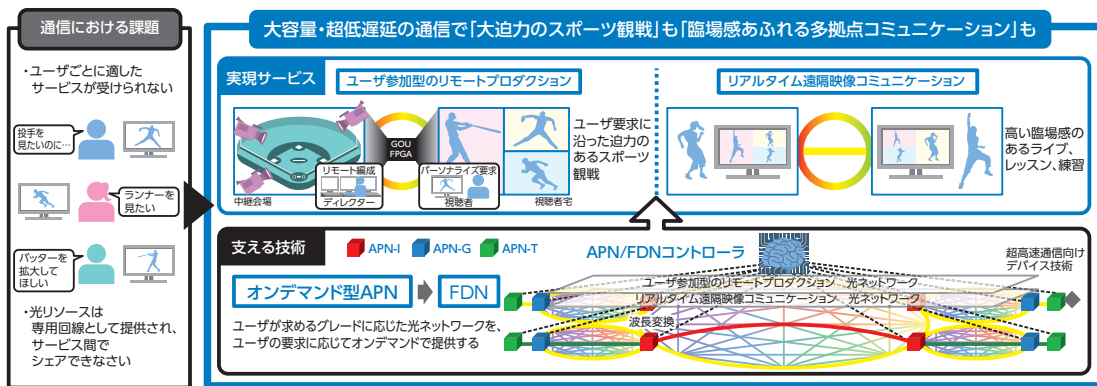 通信における課題
・ユーザごとに適した
サービスが受けられない
投手を
見たいのに…
ランナーを
見たい
バッターを
拡大して
ほしい
・光リソースは
専用回線として提供され、
サービス間で
シェアできなさい
大容量・超低遅延の通信で「大迫力のスポーツ観戦」も「臨場感あふれる多拠点コミュニケーション」も
実現サービス
ユーザ参加型のリモートプロダクション
GOU
FPGA
リモート編成
ディレクター
中継会場
パーソナライズ要求
視聴者
視聴者宅
ユーザ要求に
沿った迫力の
あるスポーツ
観戦
リアルタイム遠隔映像コミュニケーション
高い臨場感の
あるライブ、
レッスン、練習
支える技術
APN-I
APN-G
APN-T
APN/FDNコントローラ
超高速通信向け
デバイス技術
オンデマンド型APN
FDN
ユーザが求めるグレードに応じた光ネットワークを、
ユーザの要求に応じてオンデマンドで提供する
ユーザ参加型のリモートプロダクション 光ネットワーク
リアルタイム遠隔映像コミュニケーション 光ネットワーク
波長変換